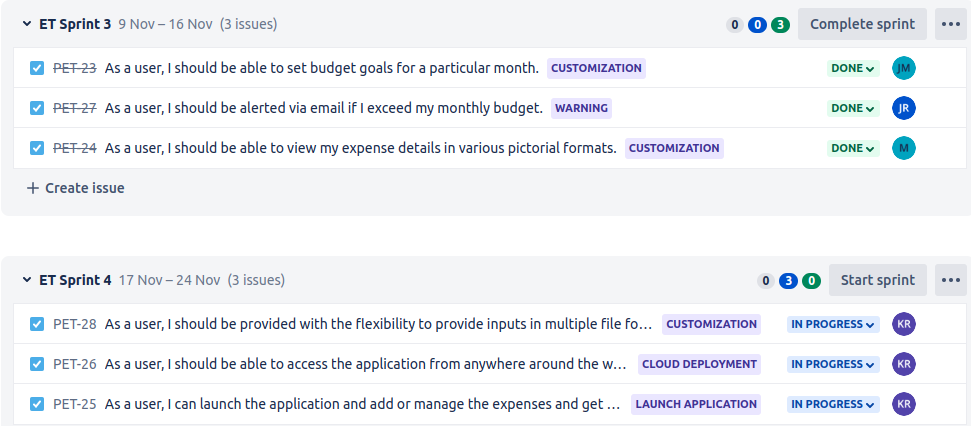 ET Sprint 3 9 Nov – 16 Nov (3 issues) 0 0 3 Complete sprint
PET-23 As a user, I should be able to set budget goals for a particular month. CUSTOMIZATION DONE JM
PET-27 As a user, I should be alerted via email if I exceed my monthly budget. WARNING DONE JR
PET-24 As a user, I should be able to view my expense details in various pictorial formats. CUSTOMIZATION DONE M
+ Create issue
ET Sprint 4 17 Nov – 24 Nov (3 issues) 0 3 0 Start sprint
PET-28 As a user, I should be provided with the flexibility to provide inputs in multiple file fo... CUSTOMIZATION IN PROGRESS KR
PET-26 As a user, I should be able to access the application from anywhere around the w... CLOUD DEPLOYMENT IN PROGRESS KR
PET-25 As a user, I can launch the application and add or manage the expenses and get ... LAUNCH APPLICATION IN PROGRESS KR